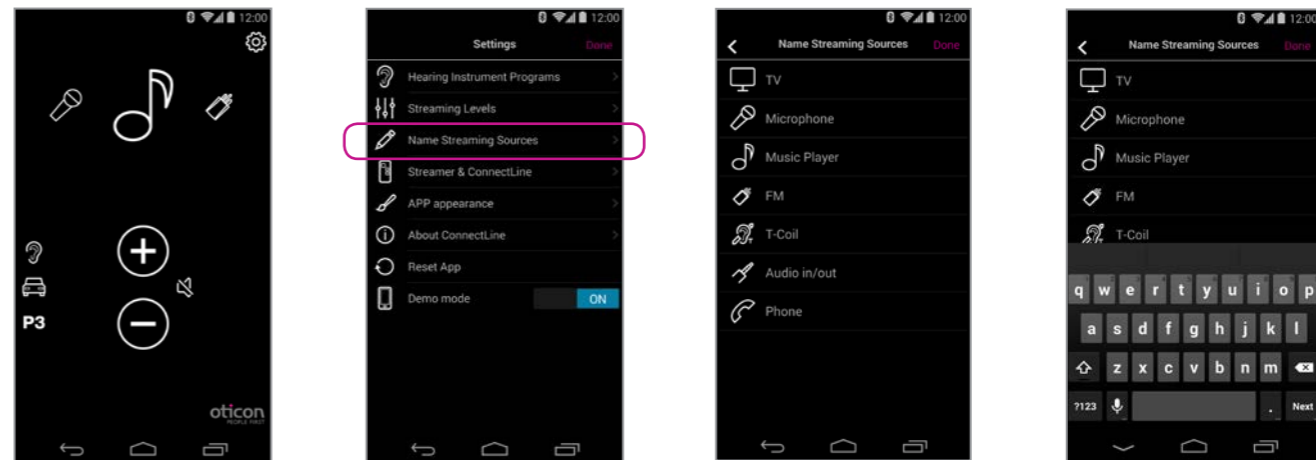 12:00
P3
oticon
PEOPLE FIRST
12:00
Settings Done
Hearing Instrument Programs
Streaming Levels
Name Streaming Sources
Streamer & ConnectLine
APP appearance
About ConnectLine
Reset App
Demo mode ON
12:00
Name Streaming Sources Done
TV
Microphone
Music Player
FM
T-Coil
Audio in/out
Phone
12:00
Name Streaming Sources Done
TV
Microphone
Music Player
FM
T-Coil
q w e r t y u i o p
a s d f g h j k l
z x c v b n m
?123 . Next